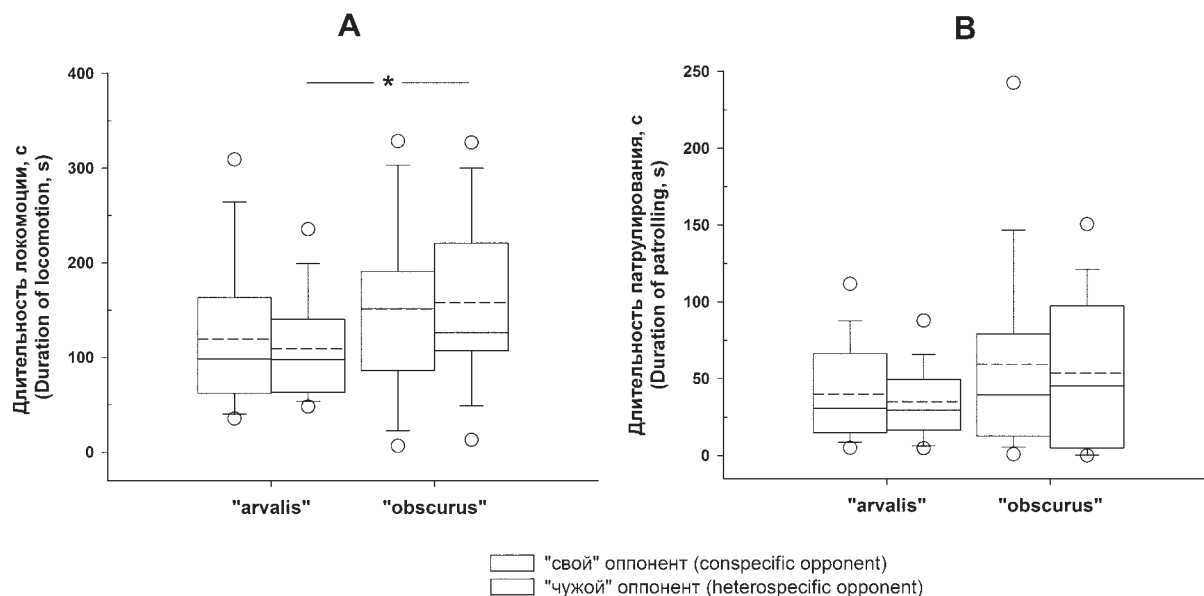 A
Длительность локомоции, с
(Duration of locomotion, s)
400
300
200
100
0
*
"arvalis"
"obscurus"
B
Длительность патрулирования, с
(Duration of patrolling, s)
250
200
150
100
50
0
"arvalis"
"obscurus"
"свой" оппонент (conspecific opponent)
"чужой" оппонент (heterospecific opponent)